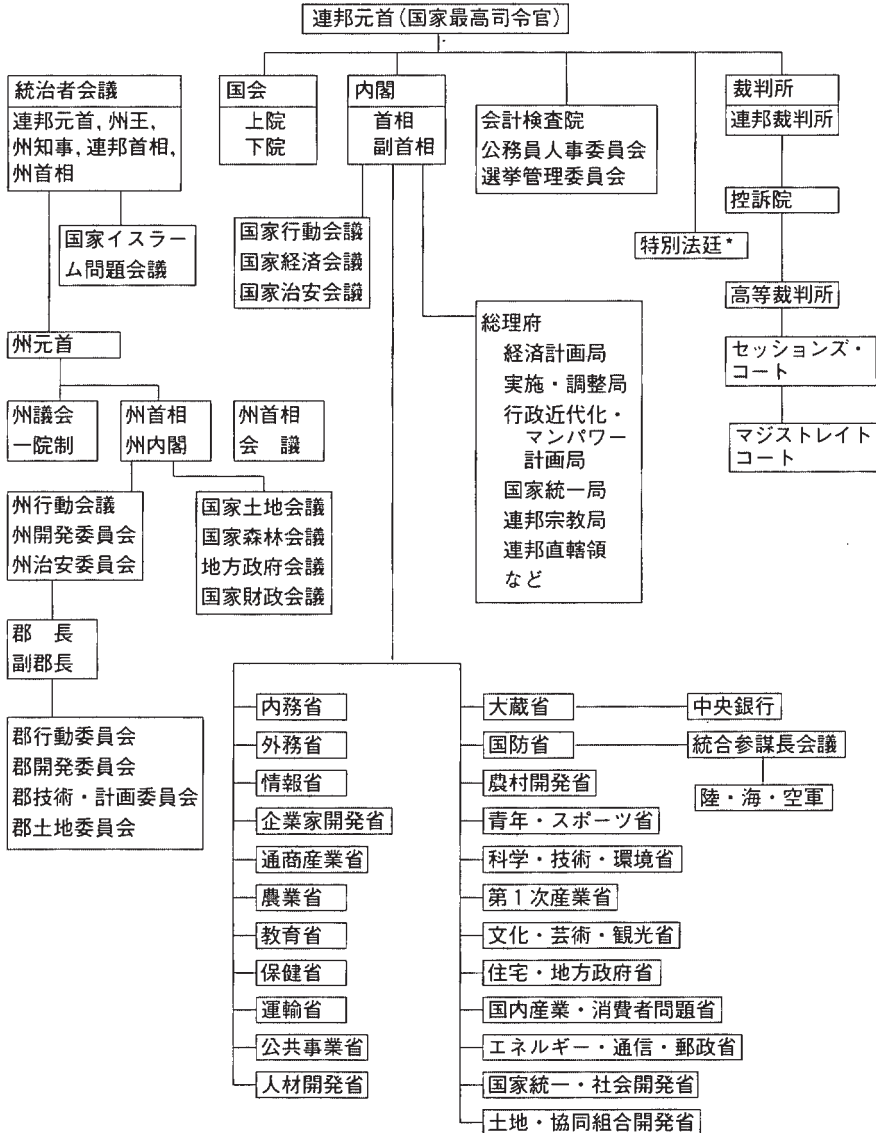 連邦元首(国家最高司令官)
統治者会議
連邦元首, 州王,
州知事, 連邦首相,
州首相
国家イスラー
ム問題会議
国会
上院
下院
内閣
首相
副首相
国家行動会議
国家経済会議
国家治安会議
会計検査院
公務員人事委員会
選挙管理委員会
特別法廷*
裁判所
連邦裁判所
控訴院
高等裁判所
セッションズ・
コート
マジストレイト
コート
総理府
経済計画局
実施・調整局
行政近代化・
マンパワー
計画局
国家統一局
連邦宗教局
連邦直轄領
など
州元首
州議会
一院制
州首相
州内閣
州首相
会 議
州行動会議
州開発委員会
州治安委員会
国家土地会議
国家森林会議
地方政府会議
国家財政会議
郡 長
副郡長
郡行動委員会
郡開発委員会
郡技術・計画委員会
郡土地委員会
内務省
外務省
情報省
企業家開発省
通商産業省
農業省
教育省
保健省
運輸省
公共事業省
人材開発省
大蔵省
中央銀行
国防省
統合参謀長会議
陸・海・空軍
農村開発省
青年・スポーツ省
科学・技術・環境省
第1次産業省
文化・芸術・観光省
住宅・地方政府省
国内産業・消費者問題省
エネルギー・通信・郵政省
国家統一・社会開発省
土地・協同組合開発省